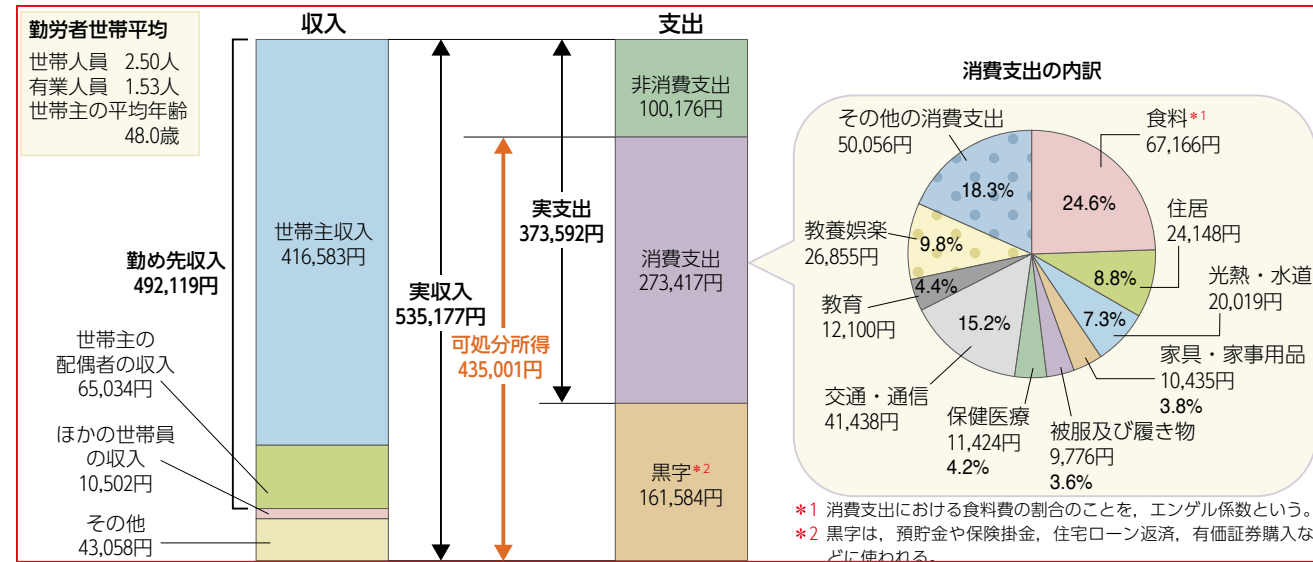 勤労者世帯平均
世帯人員 2.50人
有業人員 1.53人
世帯主の平均年齢
48.0歳
収入
支出
勤め先収入
492,119円
世帯主収入
416,583円
世帯主の
配偶者の収入
65,034円
ほかの世帯員
の収入
10,502円
その他
43,058円
実収入
535,177円
可処分所得
435,001円
実支出
373,592円
非消費支出
100,176円
消費支出
273,417円
黒字*2
161,584円
消費支出の内訳
食料*1
67,166円
24.6%
住居
24,148円
8.8%
光熱・水道
20,019円
7.3%
家具・家事用品
10,435円
3.8%
被服及び履き物
9,776円
3.6%
保健医療
11,424円
4.2%
交通・通信
41,438円
15.2%
教育
12,100円
4.4%
教養娯楽
26,855円
9.8%
その他の消費支出
50,056円
18.3%
*1 消費支出における食料費の割合のことを，エンゲル係数という。
*2 黒字は，預貯金や保険掛金，住宅ローン返済，有価証券購入な
どに使われる。